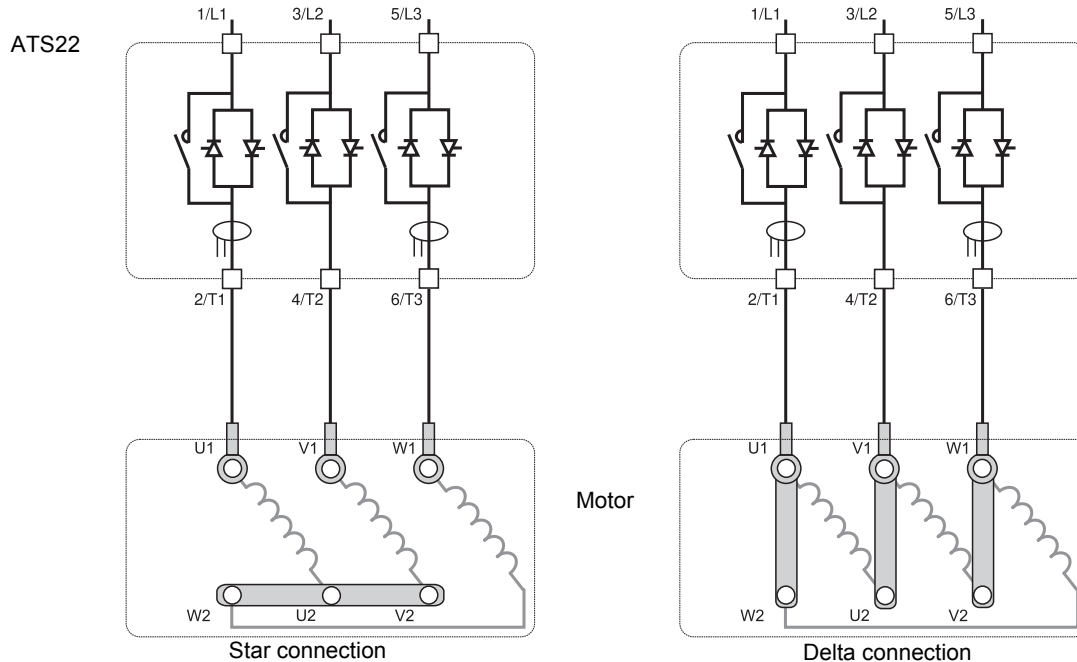 1/L1 3/L2 5/L3 1/L1 3/L2 5/L3
ATS22
2/T1 4/T2 6/T3 2/T1 4/T2 6/T3
U1 V1 W1 U1 V1 W1
Motor
W2 U2 V2 W2 U2 V2
Star connection Delta connection